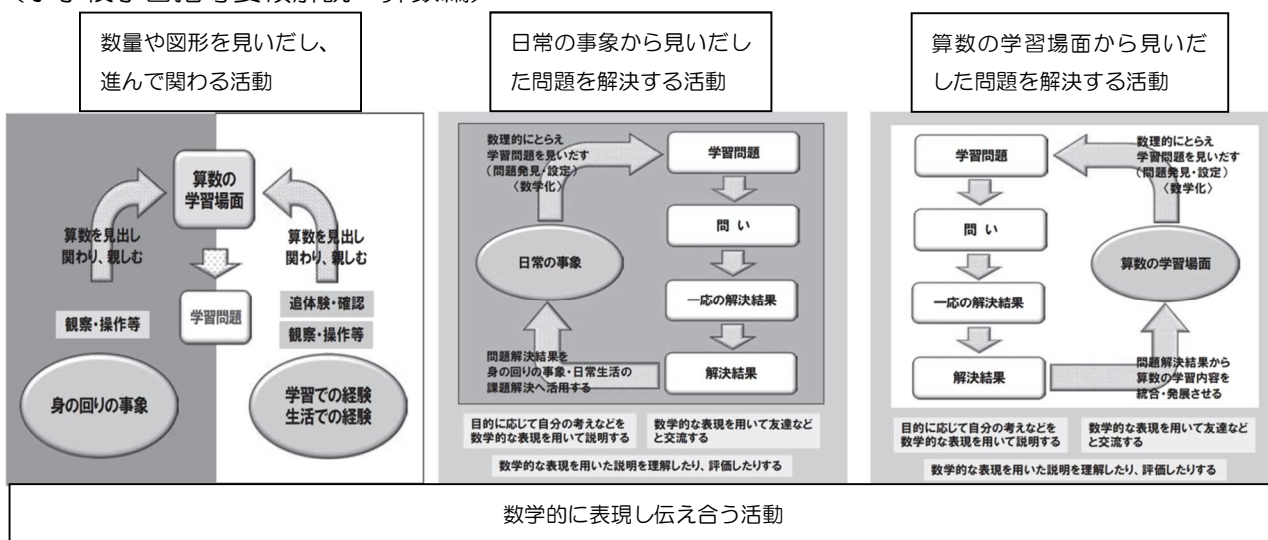 数量や図形を見いだし、
進んで関わる活動
算数の
学習場面
算数を見出し
関わり、親しむ
算数を見出し
関わり、親しむ
学習問題
追体験・確認
観察・操作等
観察・操作等
身の回りの事象
学習での経験
生活での経験
日常の事象から見いだし
た問題を解決する活動
数理的にとらえ
学習問題を見いだす
(問題発見・設定)
〈数学化〉
学習問題
問 い
日常の事象
一応の解決結果
問題解決結果を
身の回りの事象・日常生活の
課題解決へ活用する
解決結果
目的に応じて自分の考えなどを
数学的な表現を用いて説明する
数学的な表現を用いて友達など
と交流する
数学的な表現を用いた説明を理解したり、評価したりする
算数の学習場面から見いだ
した問題を解決する活動
学習問題
数理的にとらえ
学習問題を見いだす
(問題発見・設定)
〈数学化〉
問 い
算数の学習場面
一応の解決結果
解決結果
問題解決結果から
算数の学習内容を
統合・発展させる
目的に応じて自分の考えなどを
数学的な表現を用いて説明する
数学的な表現を用いて友達など
と交流する
数学的な表現を用いた説明を理解したり、評価したりする
数学的に表現し伝え合う活動